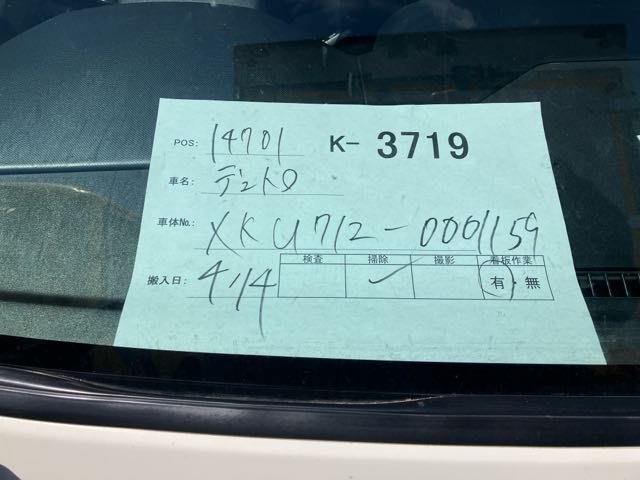 POS: 14701 K- 3719
車名: デュトロ
車体No.: XKU712-0001159
検査 掃除 撮影 看板作業!
搬入日: 4/14 ✓ 有・無